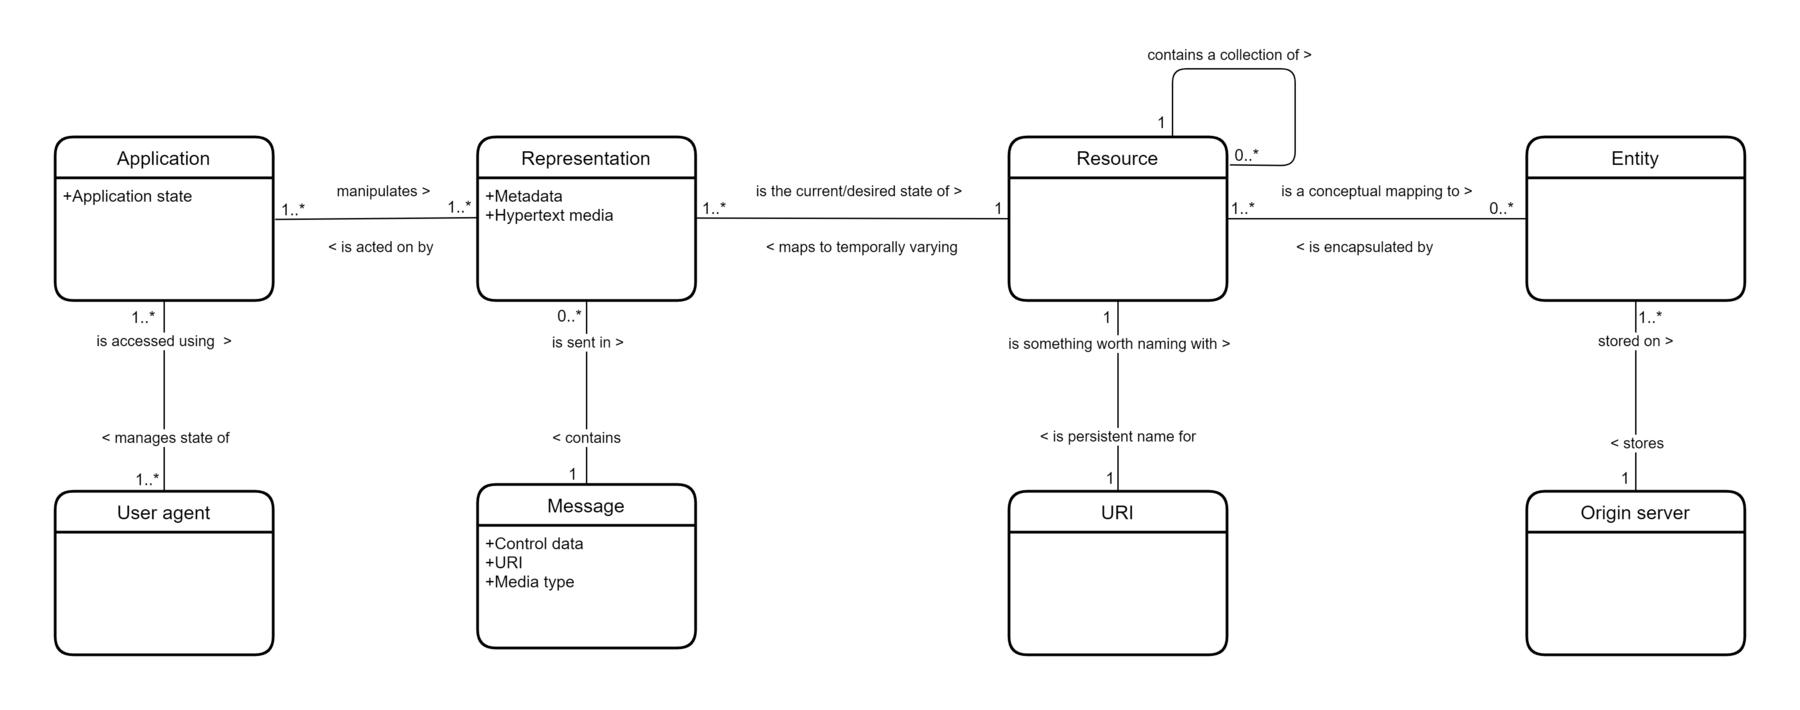 contains a collection of >
1
0..*
Application
+Application state
manipulates >
1..*
1..*
< is acted on by
Representation
+Metadata
+Hypertext media
is the current/desired state of >
1..*
1
< maps to temporally varying
Resource
is a conceptual mapping to >
1..*
0..*
< is encapsulated by
Entity
1..*
is accessed using >
< manages state of
1..*
User agent
0..*
is sent in >
< contains
1
Message
+Control data
+URI
+Media type
1
is something worth naming with >
< is persistent name for
1
URI
1..*
stored on >
< stores
1
Origin server